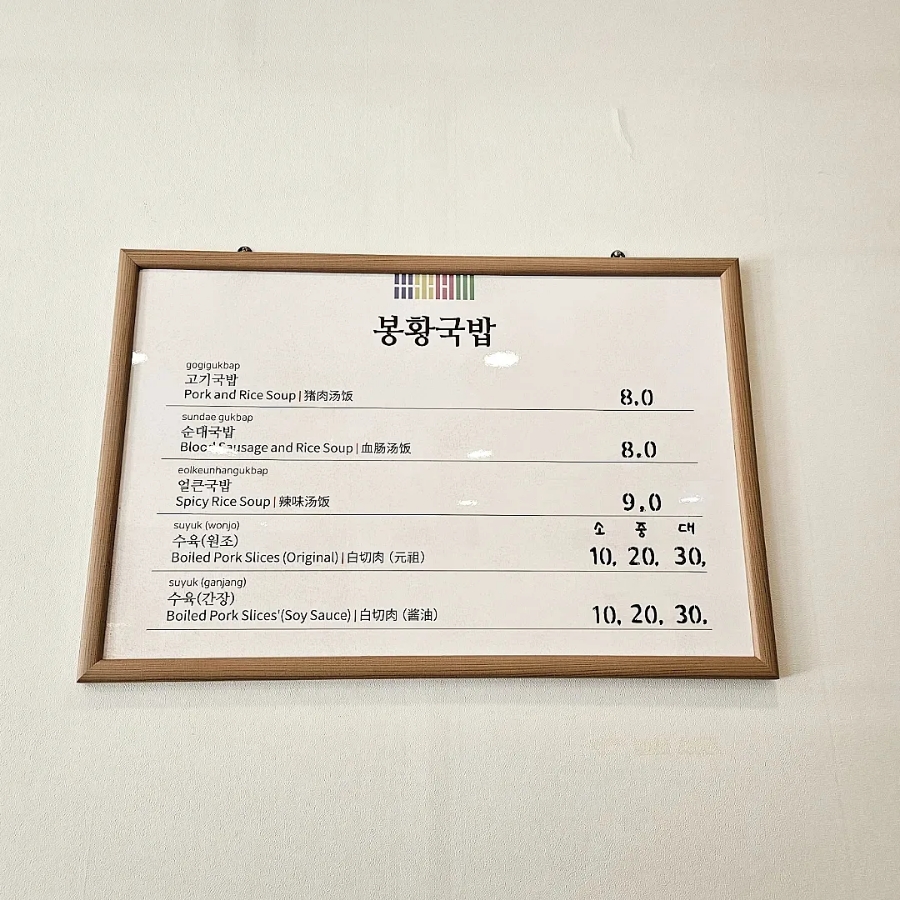 봉황국밥
gogigukbap
고기국밥
Pork and Rice Soup | 猪肉汤饭 8.0
sundae gukbap
순대국밥
Blood Sausage and Rice Soup | 血肠汤饭 8.0
eolkeunhangukbap
얼큰국밥
Spicy Rice Soup | 辣味汤饭 9.0
suyuk (wonjo) 소 중 대
수육(원조)
Boiled Pork Slices (Original) | 白切肉 (元祖) 10, 20, 30,
suyuk (ganjang)
수육(간장)
Boiled Pork Slices'(Soy Sauce) | 白切肉 (酱油) 10, 20, 30,